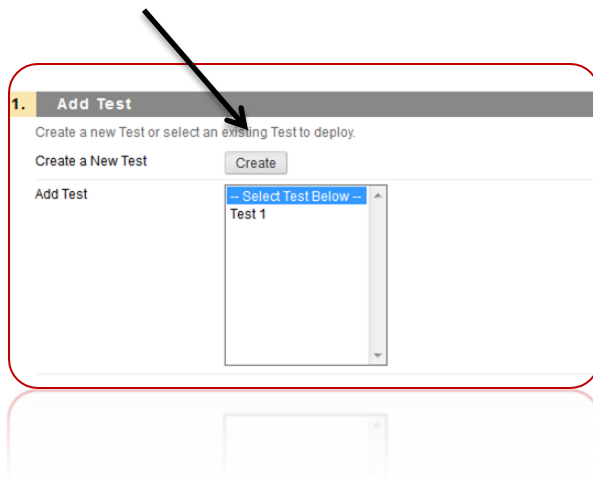 1. Add Test
Create a new Test or select an existing Test to deploy.
Create a New Test Create
Add Test -- Select Test Below --
Test 1